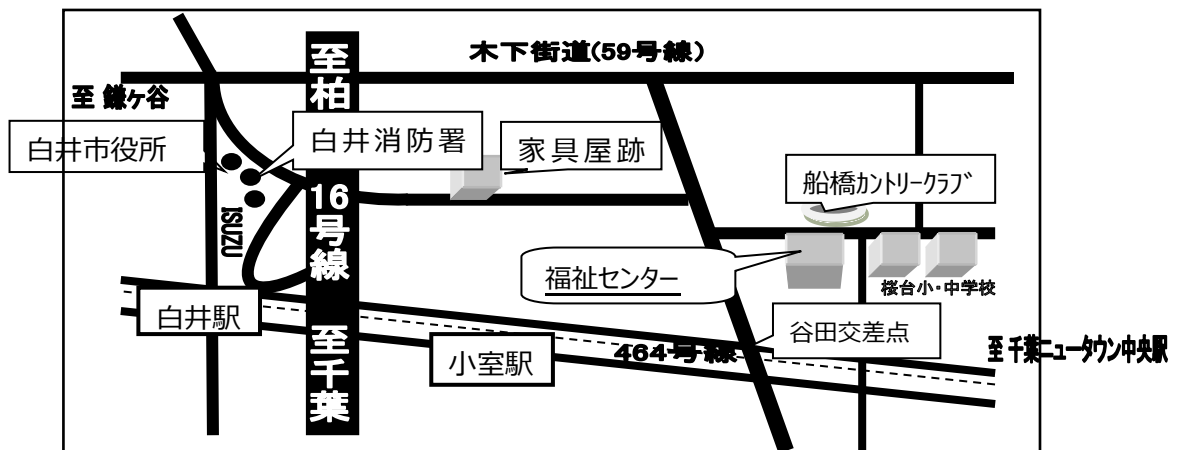 木下街道(59号線)
至 鎌ヶ谷
至柏
白井市役所
白井消防署
家具屋跡
船橋ｶﾝﾄﾘｰｸﾗﾌﾞ
16号線
ISUZU
福祉センター
桜台小・中学校
白井駅
至千葉
小室駅
464号線
谷田交差点
至 千葉ニュータウン中央駅